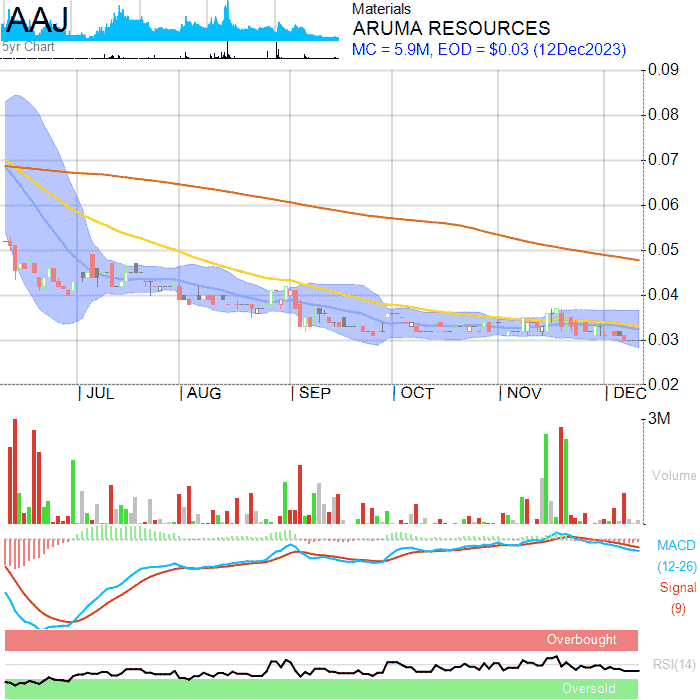 AAJ
5yr Chart
Materials
ARUMA RESOURCES
MC = 5.9M, EOD = $0.03 (12Dec2023)
0.09
0.08
0.07
0.06
0.05
0.04
0.03
0.02
JUL AUG SEP OCT NOV DEC
3M
Volume
MACD
(12-26)
Signal
(9)
Overbought
RSI(14)
Oversold